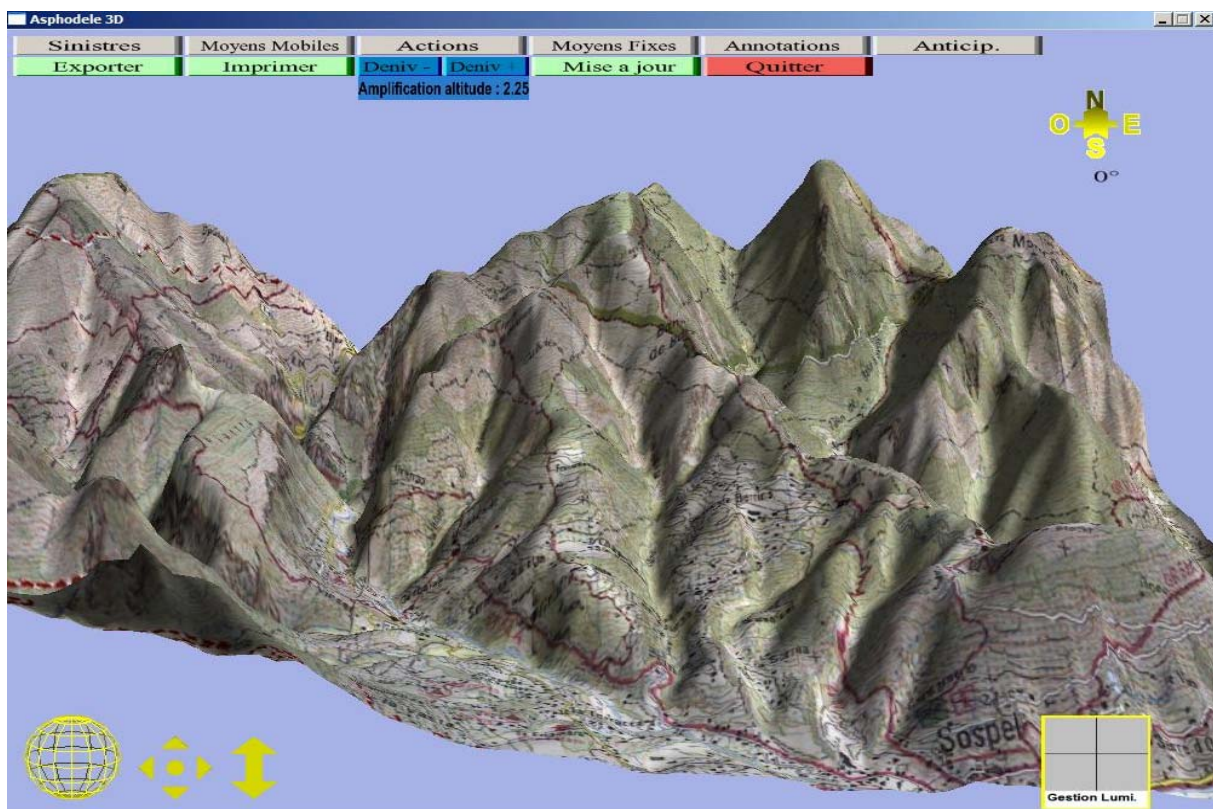 Asphodele 3D
Sinistres Moyens Mobiles Actions Moyens Fixes Annotations Anticip.
Exporter Imprimer Deniv - Deniv + Mise a jour Quitter
Amplification altitude : 2.25
N
O E
S
0°
Sospel
Gestion Lumi.